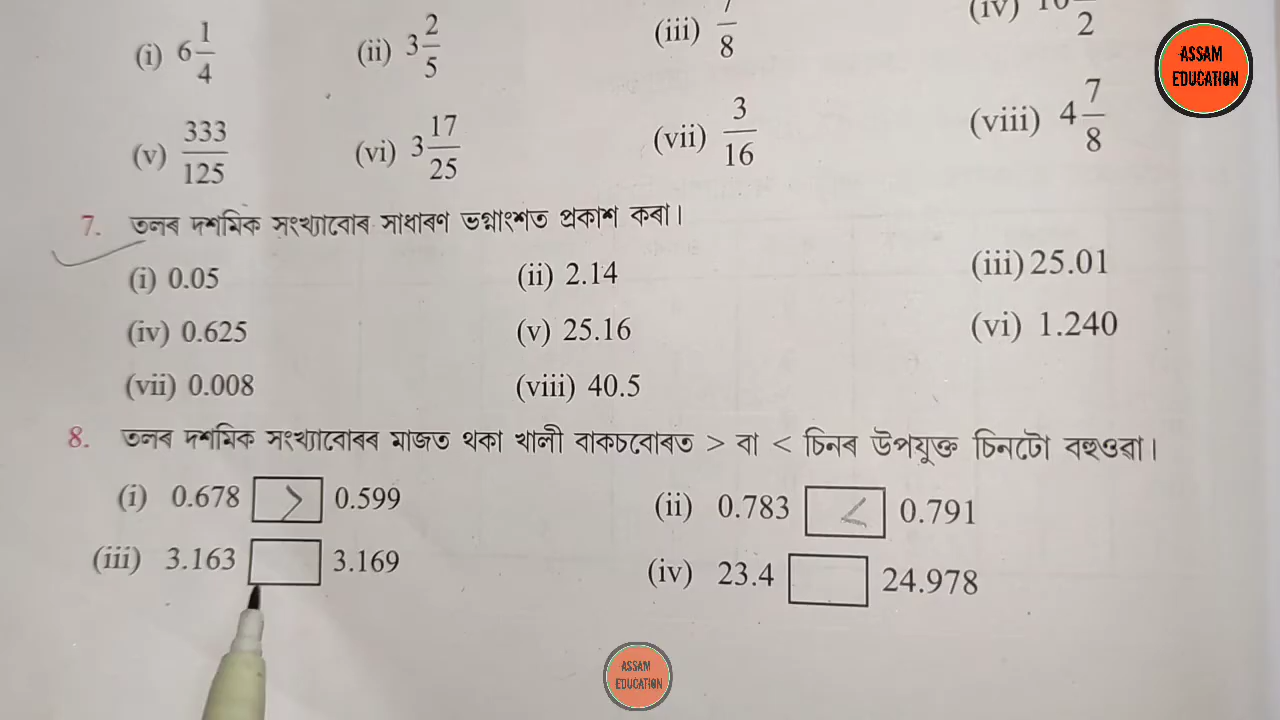 (i) 6 1/4 (ii) 3 2/5 (iii) 7/8 (iv)
(v) 333/125 (vi) 3 17/25 (vii) 3/16 (viii) 4 7/8
7. তলৰ দশমিক সংখ্যাবোৰ সাধাৰণ ভগ্নাংশত প্ৰকাশ কৰা।
(i) 0.05 (ii) 2.14 (iii) 25.01
(iv) 0.625 (v) 25.16 (vi) 1.240
(vii) 0.008 (viii) 40.5
8. তলৰ দশমিক সংখ্যাবোৰৰ মাজত থকা খালী বাকচবোৰত > বা < চিনৰ উপযুক্ত চিনটো বহুওৱা।
(i) 0.678 > 0.599 (ii) 0.783 < 0.791
(iii) 3.163 3.169 (iv) 23.4 24.978
ASSAM
EDUCATION
ASSAM
EDUCATION